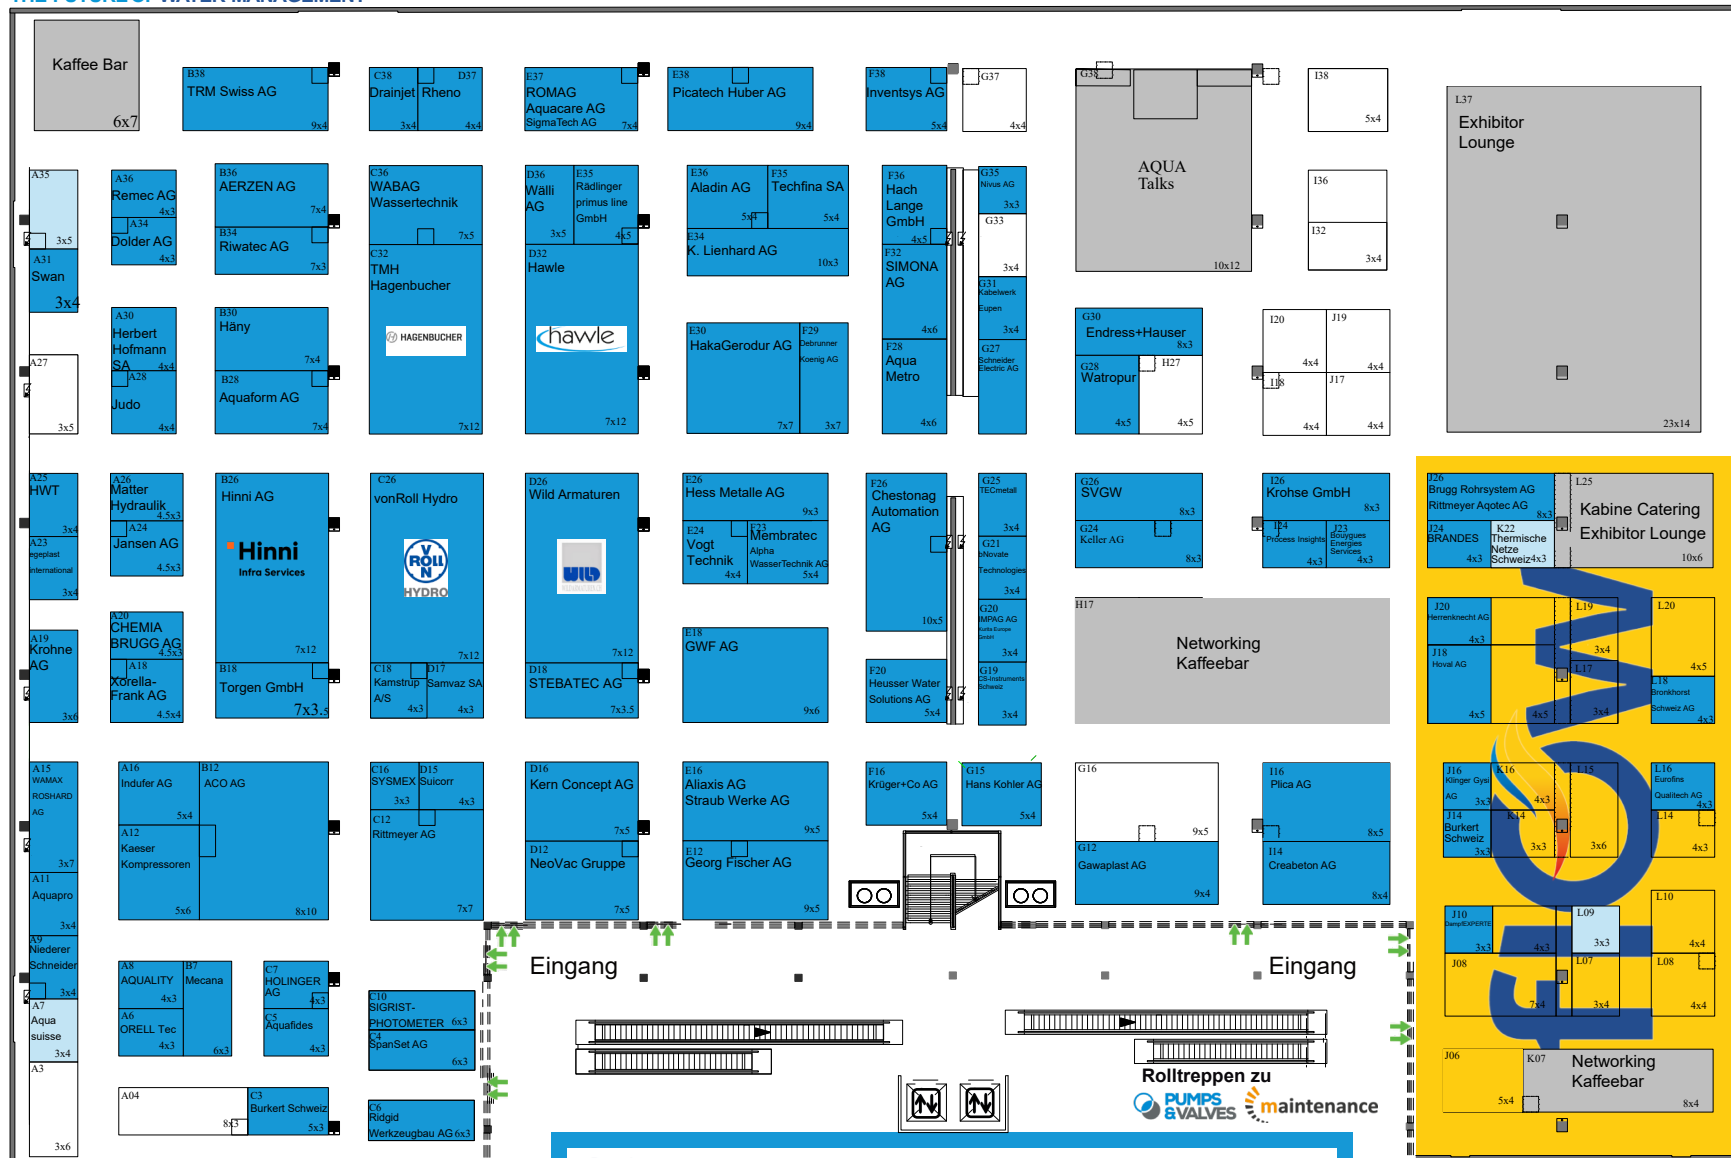 THE FUTURE OF WATER MANAGEMENT
Kaffee Bar
6x7
B38
TRM Swiss AG
9x4
C38
Drainjet
3x4
D37
Rheno
4x4
E37
ROMAG
Aquacare AG
SigmaTech AG
7x4
E38
Picatech Huber AG
9x4
F38
Inventsys AG
5x4
G37
4x4
G38
AQUA
Talks
10x12
I38
5x4
L37
Exhibitor
Lounge
23x14
A35
3x5
A36
Remec AG
4x3
A34
Dolder AG
4x3
B36
AERZEN AG
7x4
B34
Riwatec AG
7x3
C36
WABAG
Wassertechnik
7x5
D36
Wälli
AG
3x5
E35
Rädlinger
primus line
GmbH
4x5
E36
Aladin AG
5x4
F35
Techfina SA
5x4
E34
K. Lienhard AG
10x3
F36
Hach
Lange
GmbH
4x5
G35
Nivus AG
3x3
G33
3x4
I36
I32
3x4
A31
Swan
3x4
C32
TMH
Hagenbucher
HAGENBUCHER
7x12
D32
Hawle
hawle
7x12
F32
SIMONA
AG
4x6
G31
Kabelwerk
Eupen
3x4
A27
3x5
A30
Herbert
Hofmann
SA
4x4
A28
Judo
4x4
B30
Häny
7x4
B28
Aquaform AG
7x4
E30
HakaGerodur AG
7x7
F29
Debrunner
Koenig AG
3x7
F28
Aqua
Metro
4x6
G27
Schneider
Electric AG
G30
Endress+Hauser
8x3
G28
Watropur
4x5
H27
4x5
I20
4x4
J19
4x4
I18
4x4
J17
4x4
A25
HWT
3x4
A23
egeplast
international
3x4
A26
Matter
Hydraulik
4.5x3
A24
Jansen AG
4.5x3
B26
Hinni AG
Hinni
Infra Services
7x12
C26
vonRoll Hydro
VON
ROLL
HYDRO
7x12
D26
Wild Armaturen
WILD
7x12
E26
Hess Metalle AG
9x3
E24
Vogt
Technik
4x4
F23
Membratec
Alpha
WasserTechnik AG
5x4
F26
Chestonag
Automation
AG
10x5
G25
TECmetall
3x4
G21
bNovate
Technologies
3x4
G26
SVGW
8x3
G24
Keller AG
8x3
I26
Krohse GmbH
8x3
I24
Process Insights
4x3
J23
Bouygues
Energies
Services
4x3
J26
Brugg Rohrsystem AG
Rittmeyer Aqotec AG
8x3
J24
BRANDES
4x3
K22
Thermische
Netze
Schweiz
4x3
L25
Kabine Catering
Exhibitor Lounge
10x6
A19
Krohne
AG
3x6
A20
CHEMIA
BRUGG AG
4.5x3
A18
Xorella-
Frank AG
4.5x4
B18
Torgen GmbH
7x3.5
C18
Kamstrup
A/S
4x3
D17
Samvaz SA
4x3
D18
STEBATEC AG
7x3.5
E18
GWF AG
9x6
F20
Heusser Water
Solutions AG
5x4
G20
IMPAG AG
Kurita Europe
GmbH
3x4
G19
CS-Instruments
Schweiz
3x4
H17
Networking
Kaffeebar
J20
Herrenknecht AG
4x3
J18
Hoval AG
4x5
4x5
L19
3x4
L17
3x4
L20
4x5
L18
Bronkhorst
Schweiz AG
4x3
A15
WAMAX
ROSHARD
AG
3x7
A16
Indufer AG
5x4
A12
Kaeser
Kompressoren
5x6
B12
ACO AG
8x10
C16
SYSMEX
3x3
D15
Suicorr
4x3
C12
Rittmeyer AG
7x7
D16
Kern Concept AG
7x5
D12
NeoVac Gruppe
7x5
E16
Aliaxis AG
Straub Werke AG
9x5
E12
Georg Fischer AG
9x5
F16
Krüger+Co AG
5x4
G15
Hans Kohler AG
5x4
G16
9x5
G12
Gawaplast AG
9x4
I16
Plica AG
8x5
I14
Creabeton AG
8x4
J16
Klinger Gysi
AG
3x3
K16
4x3
J14
Burkert
Schweiz
3x3
K14
3x3
L15
3x6
L16
Eurofins
Qualitech AG
4x3
L14
4x3
flow
A11
Aquapro
3x4
A9
Niederer
Schneider
3x4
A7
Aqua
suisse
3x4
A3
3x6
A8
AQUALITY
4x3
A6
ORELL Tec
4x3
B7
Mecana
6x3
C7
HOLINGER
AG
4x3
C5
Aquafides
4x3
C10
SIGRIST-
PHOTOMETER
6x3
C4
SpanSet AG
6x3
A04
8x3
C3
Burkert Schweiz
5x3
C6
Ridgid
Werkzeugbau AG
6x3
Eingang
Eingang
Rolltreppen zu
PUMPS
&VALVES
maintenance
J10
DampfEXPERTE
3x3
4x3
L09
3x3
L10
4x4
J08
7x4
L07
3x4
L08
4x4
J06
5x4
K07
Networking
Kaffeebar
8x4